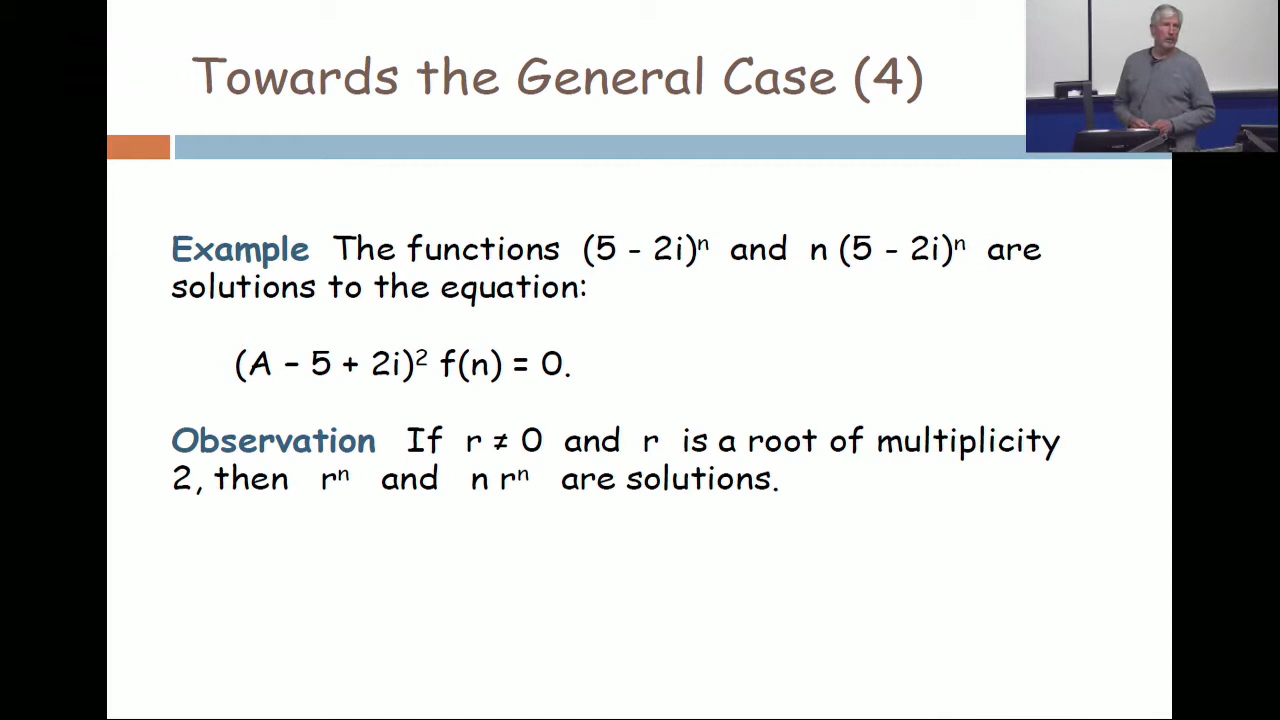 Towards the General Case (4)
Example The functions (5 - 2i)ⁿ and n (5 - 2i)ⁿ are
solutions to the equation:
(A – 5 + 2i)² f(n) = 0.
Observation If r ≠ 0 and r is a root of multiplicity
2, then rⁿ and n rⁿ are solutions.